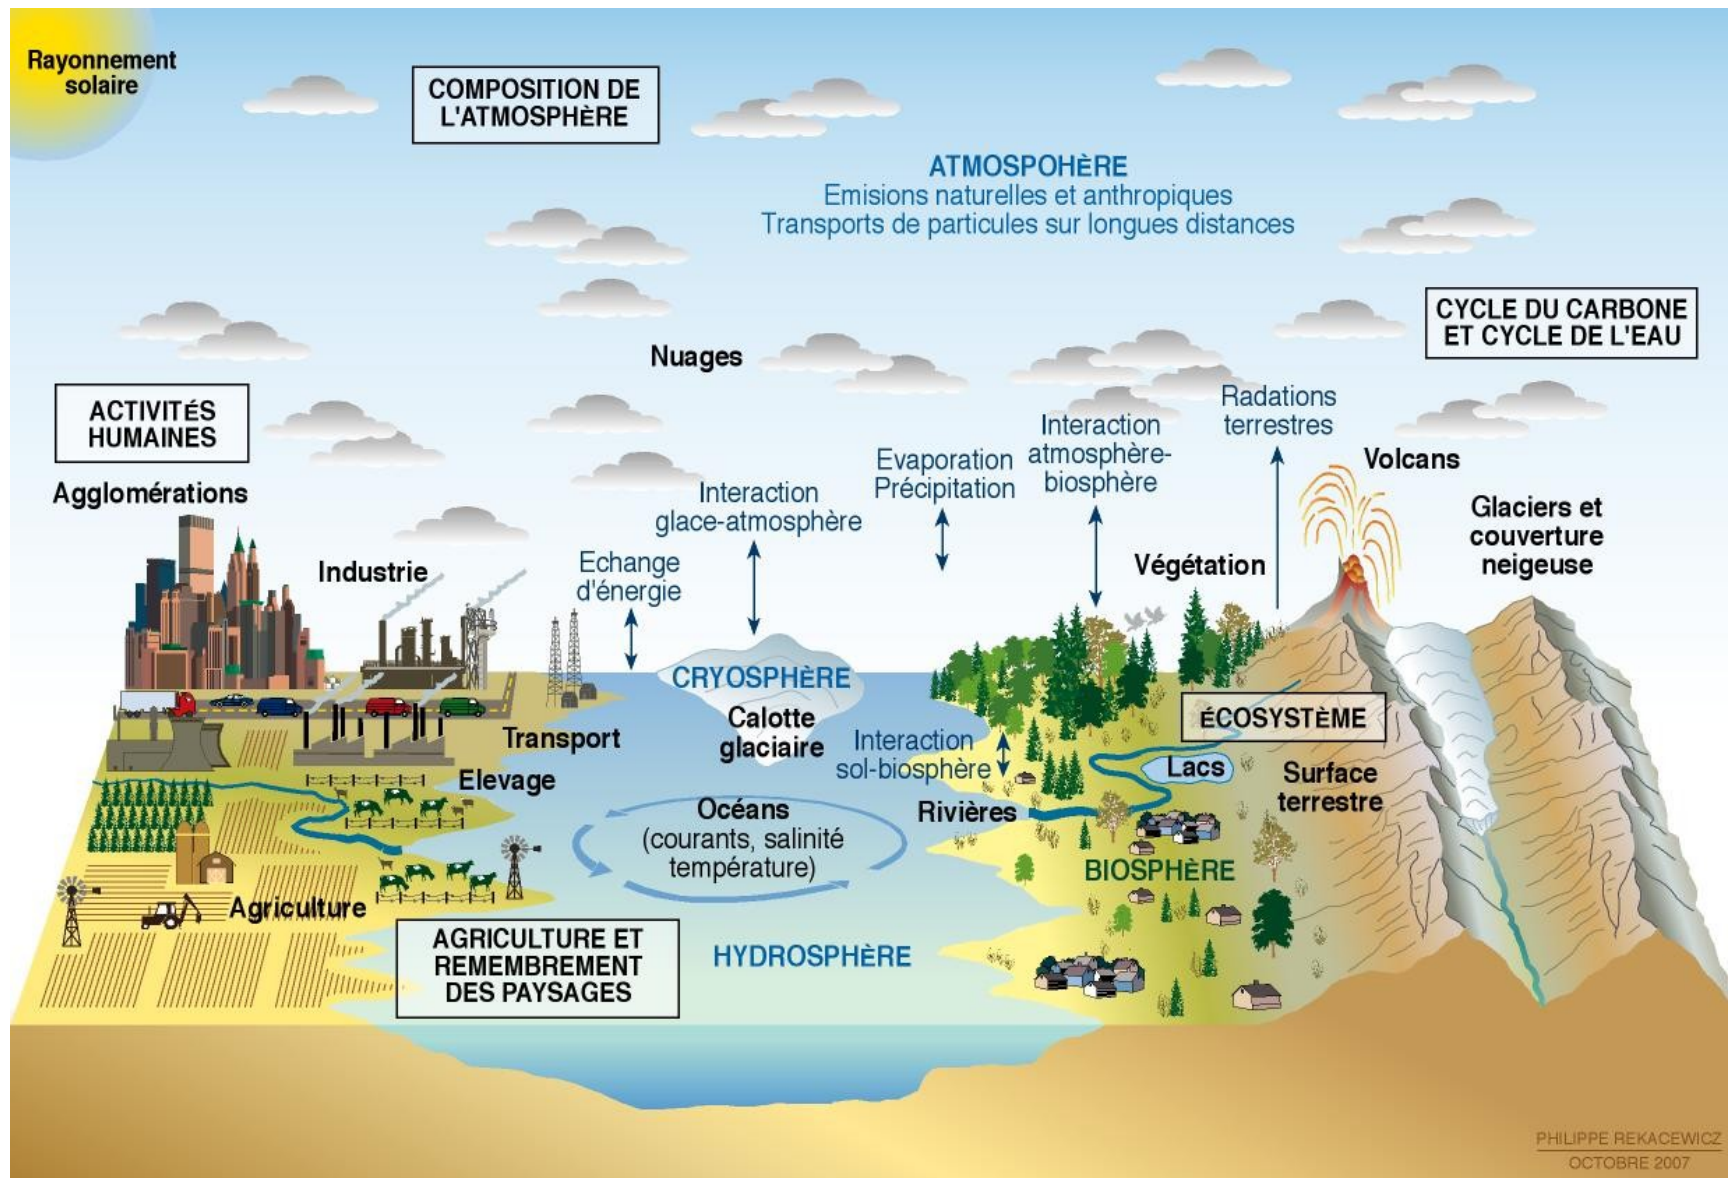 Rayonnement
solaire
COMPOSITION DE
L'ATMOSPHÈRE
ATMOSPOHÈRE
Emisions naturelles et anthropiques
Transports de particules sur longues distances
CYCLE DU CARBONE
ET CYCLE DE L'EAU
Nuages
ACTIVITÉS
HUMAINES
Agglomérations
Industrie
Echange
d'énergie
Interaction
glace-atmosphère
Evaporation
Précipitation
Interaction
atmosphère-
biosphère
Radations
terrestres
Volcans
Glaciers et
couverture
neigeuse
Végétation
CRYOSPHÈRE
Calotte
glaciaire
Transport
Elevage
Interaction
sol-biosphère
ÉCOSYSTÈME
Lacs
Surface
terrestre
Océans
(courants, salinité
température)
Rivières
BIOSPHÈRE
Agriculture
AGRICULTURE ET
REMEMBREMENT
DES PAYSAGES
HYDROSPHÈRE
PHILIPPE REKACEWICZ
OCTOBRE 2007